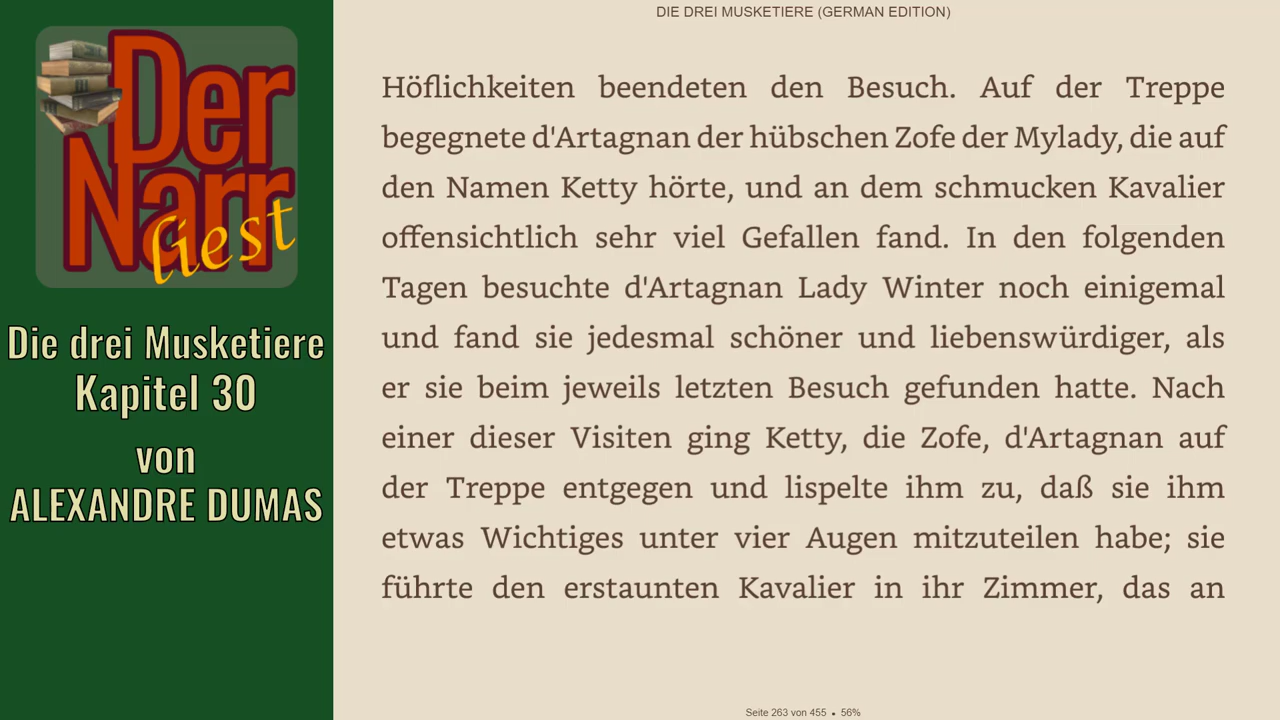 Der
Narr
liest
Die drei Musketiere
Kapitel 30
von
ALEXANDRE DUMAS
DIE DREI MUSKETIERE (GERMAN EDITION)
Höflichkeiten beendeten den Besuch. Auf der Treppe
begegnete d'Artagnan der hübschen Zofe der Mylady, die auf
den Namen Ketty hörte, und an dem schmucken Kavalier
offensichtlich sehr viel Gefallen fand. In den folgenden
Tagen besuchte d'Artagnan Lady Winter noch einigemal
und fand sie jedesmal schöner und liebenswürdiger, als
er sie beim jeweils letzten Besuch gefunden hatte. Nach
einer dieser Visiten ging Ketty, die Zofe, d'Artagnan auf
der Treppe entgegen und lispelte ihm zu, daß sie ihm
etwas Wichtiges unter vier Augen mitzuteilen habe; sie
führte den erstaunten Kavalier in ihr Zimmer, das an
Seite 263 von 455 • 56%